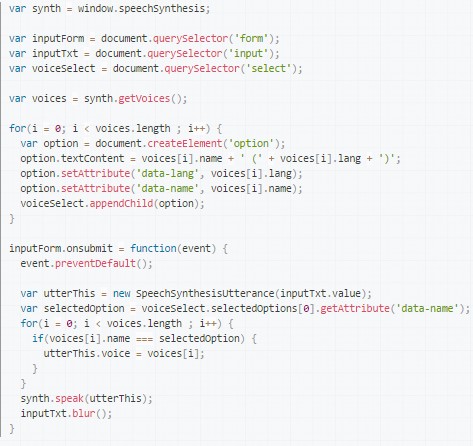 var synth = window.speechSynthesis;
var inputForm = document.querySelector('form');
var inputTxt = document.querySelector('input');
var voiceSelect = document.querySelector('select');
var voices = synth.getVoices();
for(i = 0; i < voices.length ; i++) {
var option = document.createElement('option');
option.textContent = voices[i].name + ' (' + voices[i].lang + ')';
option.setAttribute('data-lang', voices[i].lang);
option.setAttribute('data-name', voices[i].name);
voiceSelect.appendChild(option);
}
inputForm.onsubmit = function(event) {
event.preventDefault();
var utterThis = new SpeechSynthesisUtterance(inputTxt.value);
var selectedOption = voiceSelect.selectedOptions[0].getAttribute('data-name');
for(i = 0; i < voices.length ; i++) {
if(voices[i].name === selectedOption) {
utterThis.voice = voices[i];
}
}
synth.speak(utterThis);
inputTxt.blur();
}